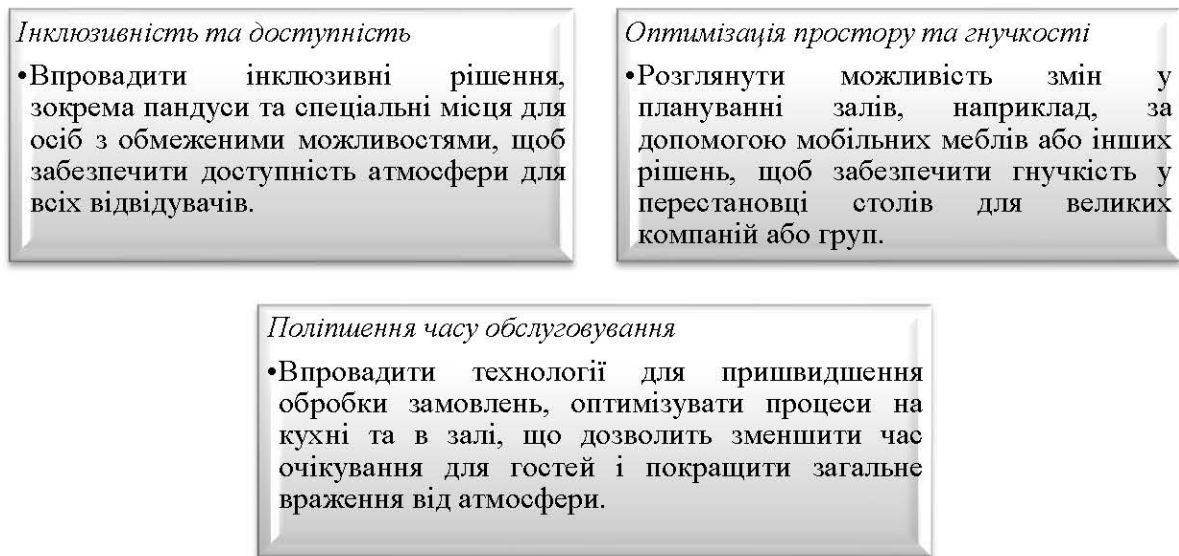 Інклюзивність та доступність
•Впровадити інклюзивні рішення,
зокрема пандуси та спеціальні місця для
осіб з обмеженими можливостями, щоб
забезпечити доступність атмосфери для
всіх відвідувачів.
Оптимізація простору та гнучкості
•Розглянути можливість змін у
плануванні залів, наприклад, за
допомогою мобільних меблів або інших
рішень, щоб забезпечити гнучкість у
перестановці столів для великих
компаній або груп.
Поліпшення часу обслуговування
•Впровадити технології для пришвидшення
обробки замовлень, оптимізувати процеси на
кухні та в залі, що дозволить зменшити час
очікування для гостей і покращити загальне
враження від атмосфери.